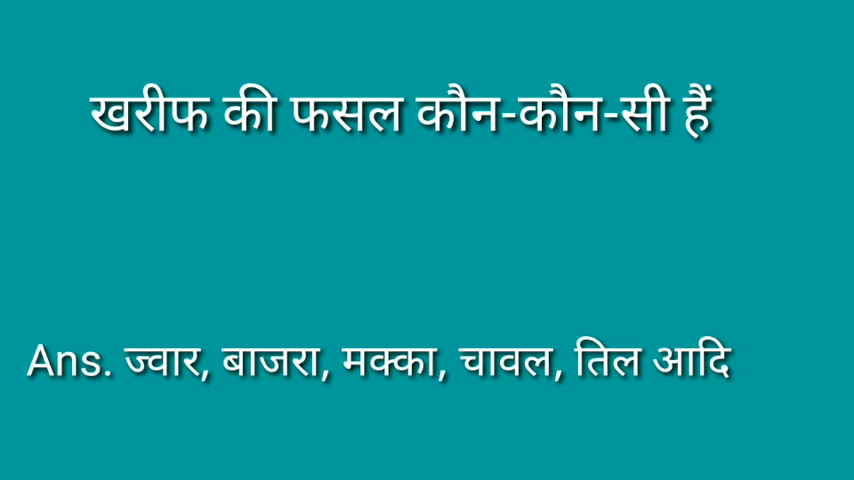 खरीफ की फसल कौन-कौन-सी हैं
Ans. ज्वार, बाजरा, मक्का, चावल, तिल आदि